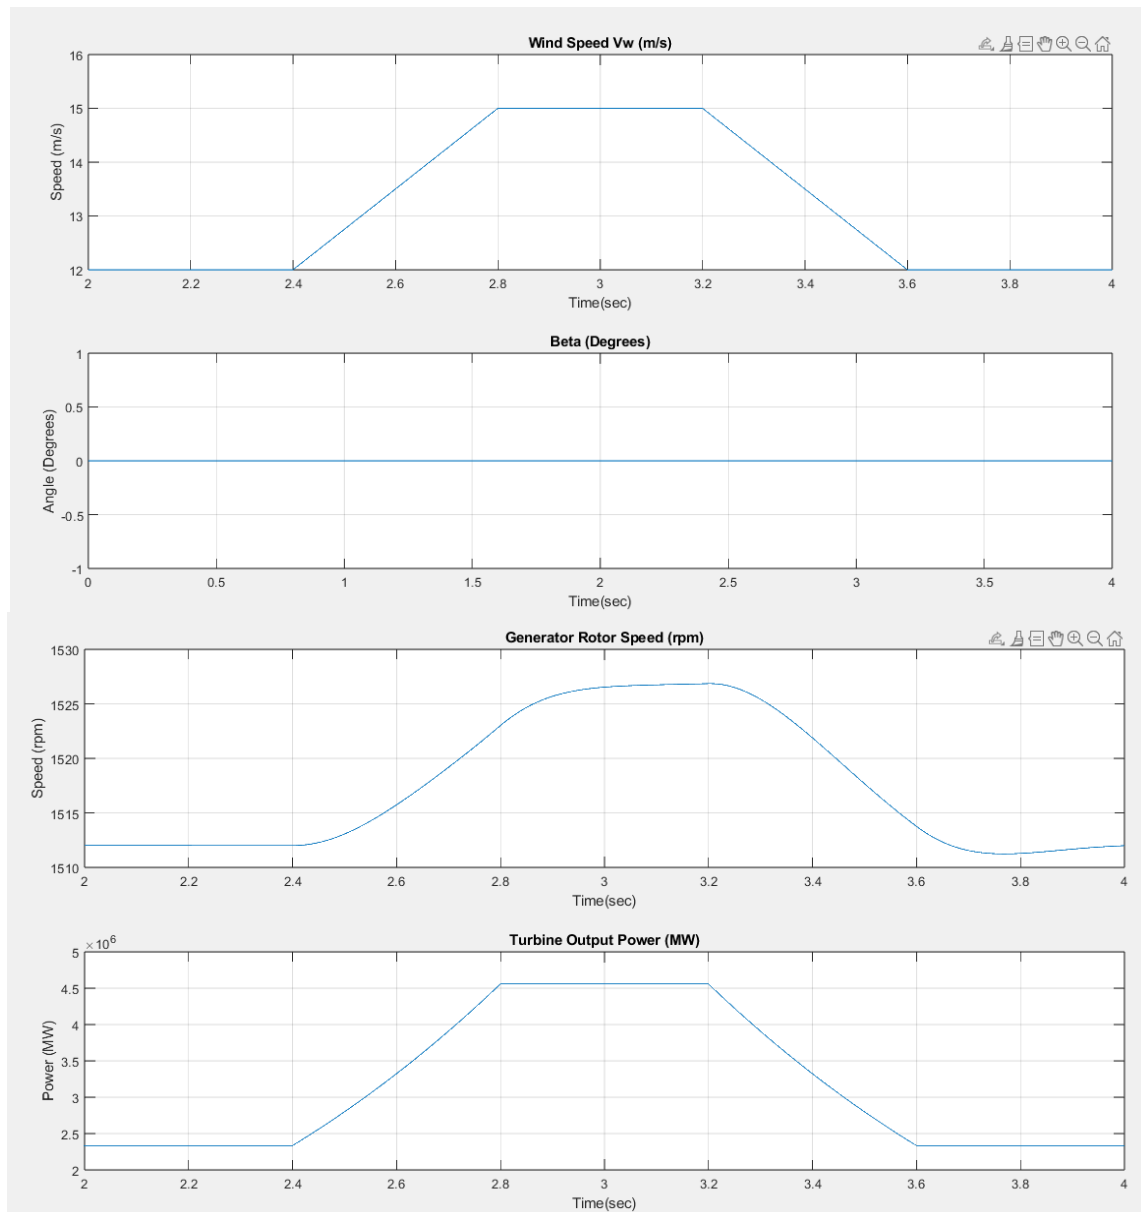 Wind Speed Vw (m/s)
16
15
14
13
12
Speed (m/s)
2 2.2 2.4 2.6 2.8 3 3.2 3.4 3.6 3.8 4
Time(sec)
Beta (Degrees)
1
0.5
0
-0.5
-1
Angle (Degrees)
0 0.5 1 1.5 2 2.5 3 3.5 4
Time(sec)
Generator Rotor Speed (rpm)
1530
1525
1520
1515
1510
Speed (rpm)
2 2.2 2.4 2.6 2.8 3 3.2 3.4 3.6 3.8 4
Time(sec)
Turbine Output Power (MW)
×10⁶
5
4.5
4
3.5
3
2.5
2
Power (MW)
2 2.2 2.4 2.6 2.8 3 3.2 3.4 3.6 3.8 4
Time(sec)